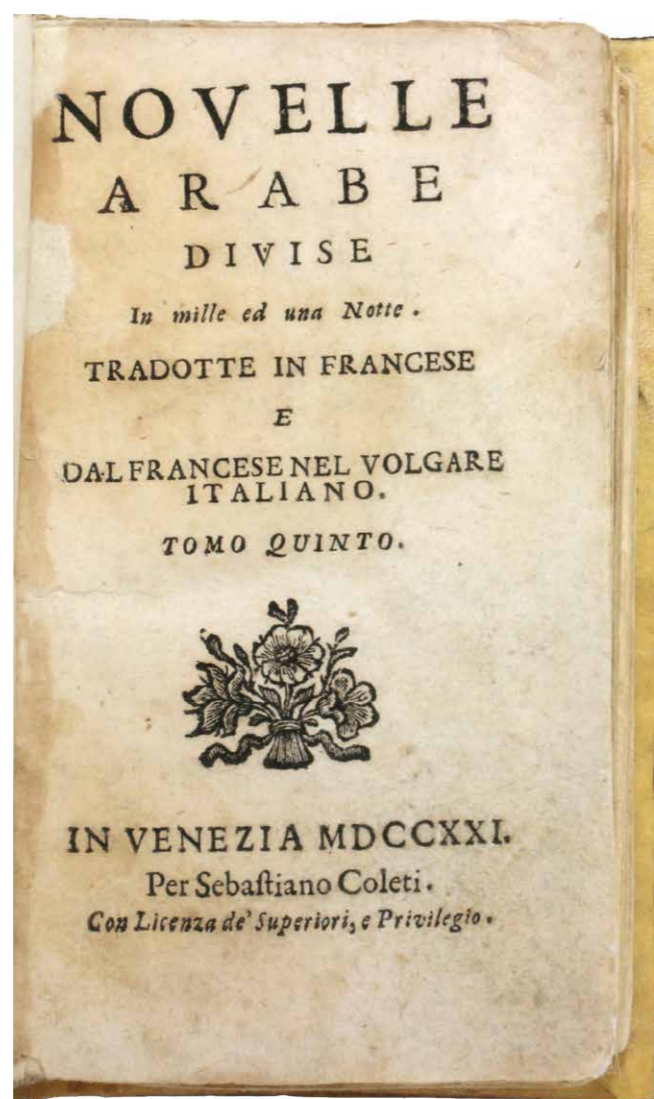 NOVELLE
ARABE
DIVISE
In mille ed una Notte.
TRADOTTE IN FRANCESE
E
DAL FRANCESE NEL VOLGARE
ITALIANO.
TOMO QUINTO.
IN VENEZIA MDCCXXI.
Per Sebaſtiano Coleti.
Con Licenza de' Superiori, e Privilegio.